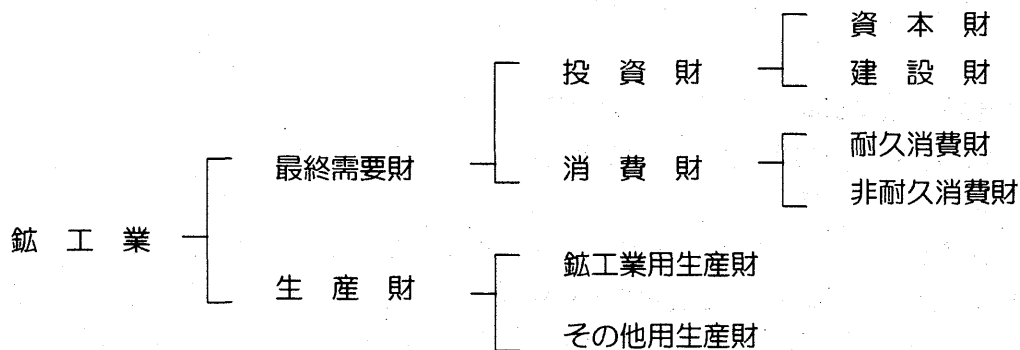 資本財
投資財
建設財
耐久消費財
最終需要財
消費財
非耐久消費財
鉱工業
鉱工業用生産財
生産財
その他用生産財